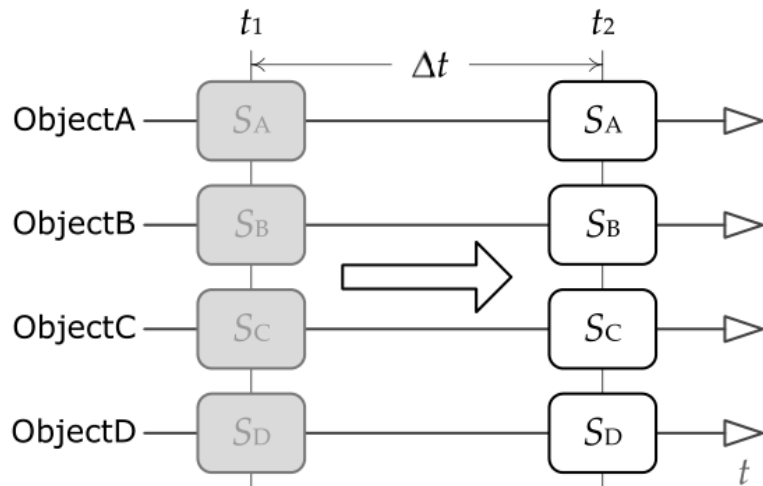 t1 t2
Δt
ObjectA SA SA
ObjectB SB SB
ObjectC SC SC
ObjectD SD SD
t